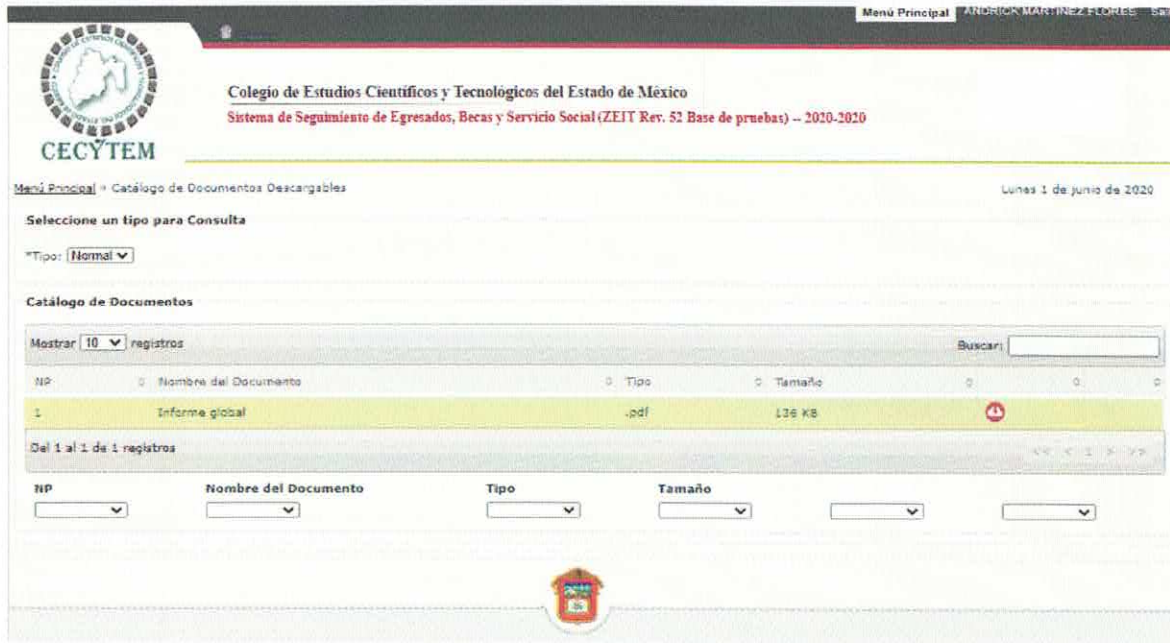 Menú Principal ANDRICK MARTINEZ FLORES
Colegio de Estudios Científicos y Tecnológicos del Estado de México
Sistema de Seguimiento de Egresados, Becas y Servicio Social (ZEIT Rev. 52 Base de pruebas) -- 2020-2020
CECYTEM
Menú Principal » Catálogo de Documentos Descargables Lunes 1 de junio de 2020
Seleccione un tipo para Consulta
*Tipo: Normal
Catálogo de Documentos
Mostrar 10 registros Buscar:
NP Nombre del Documento Tipo Tamaño
1 Informe global .pdf 136 KB
Del 1 al 1 de 1 registros << < 1 > >>
NP Nombre del Documento Tipo Tamaño